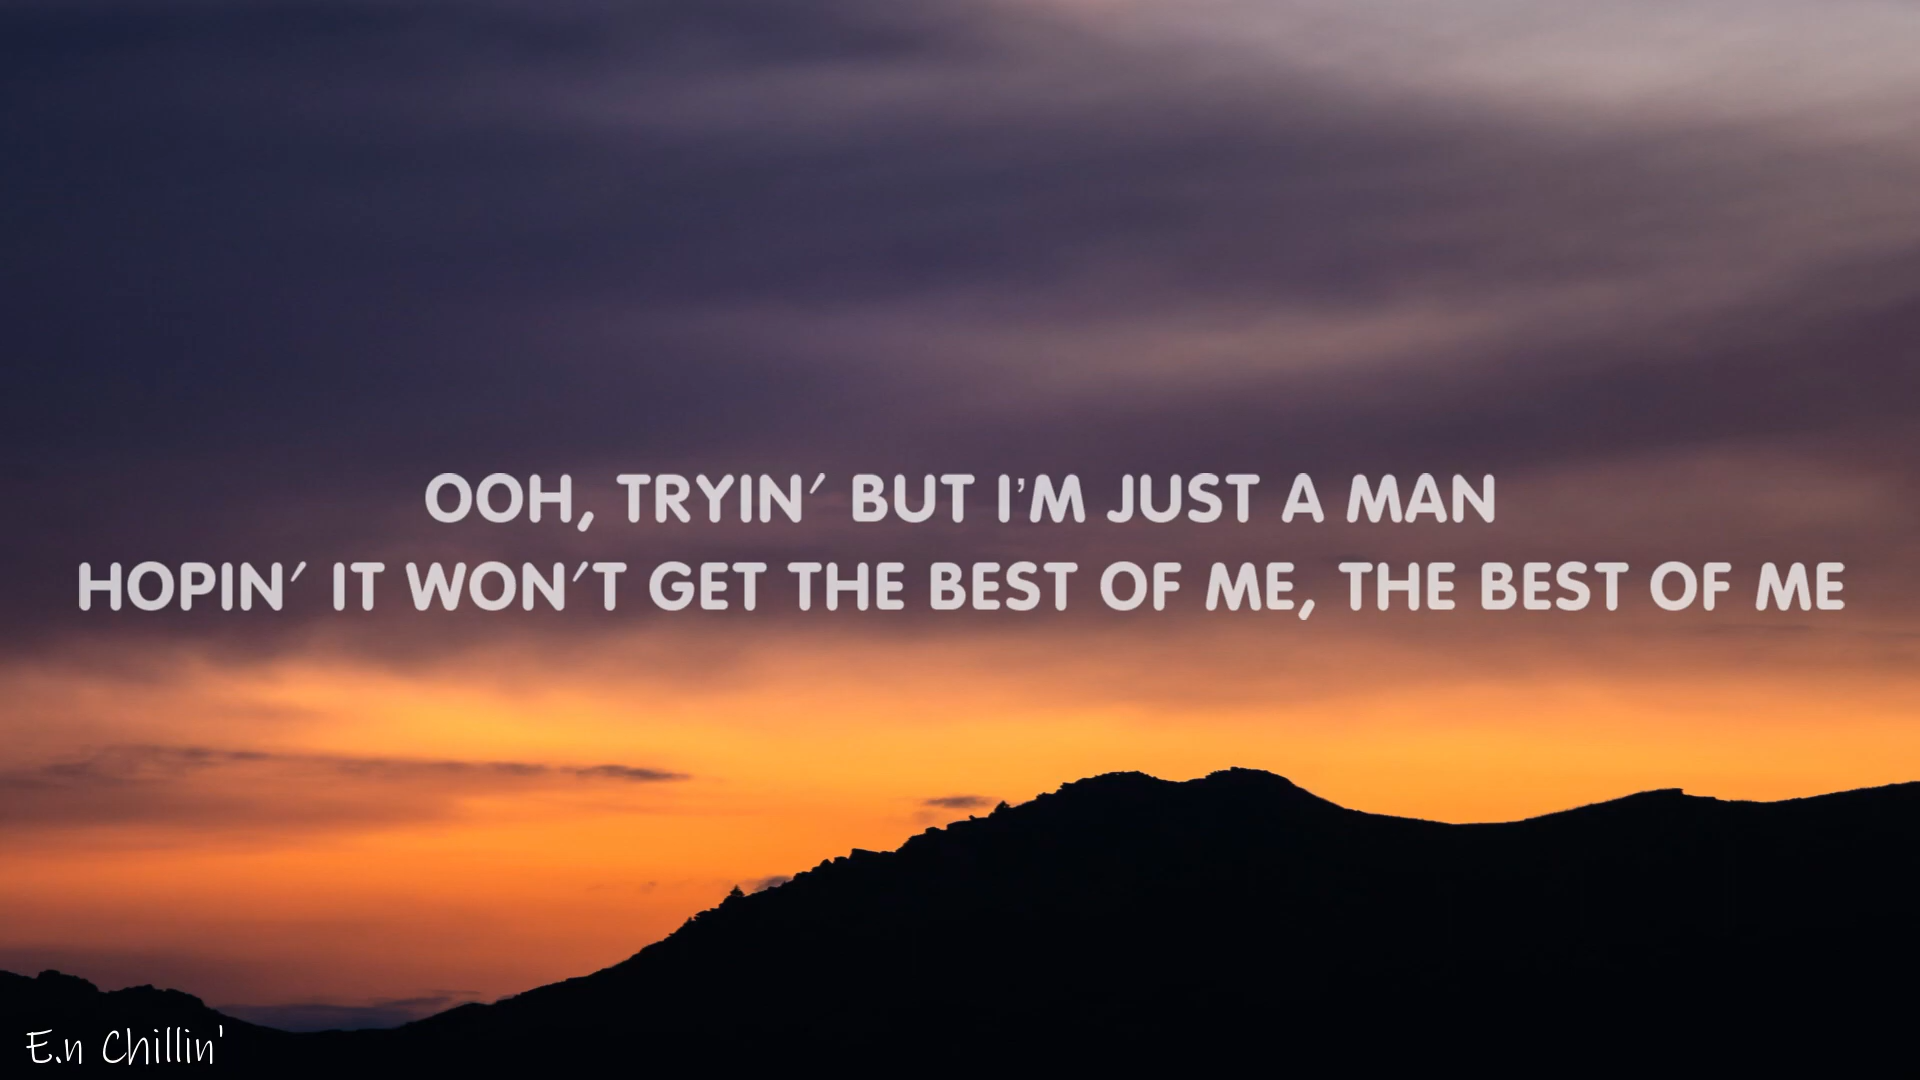 OOH, TRYIN' BUT I'M JUST A MAN
HOPIN' IT WON'T GET THE BEST OF ME, THE BEST OF ME
E.n Chillin'